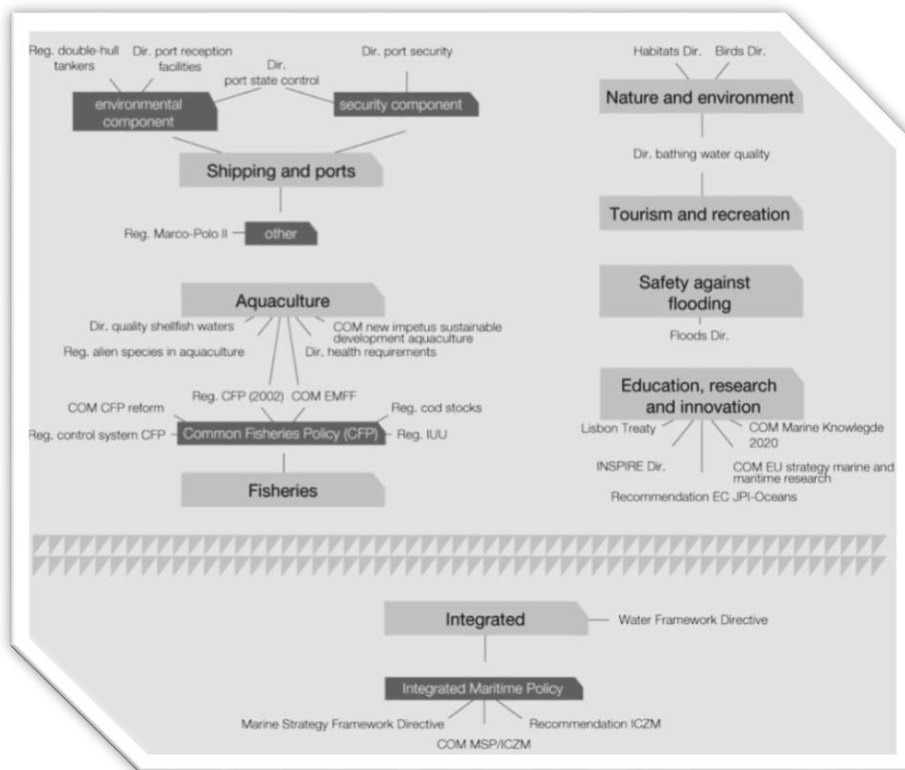 Reg. double-hull
tankers
Dir. port reception
facilities
Dir.
port state control
Dir. port security
environmental
component
security component
Shipping and ports
Reg. Marco-Polo II
other
Aquaculture
Dir. quality shellfish waters
COM new impetus sustainable
development aquaculture
Reg. alien species in aquaculture
Dir. health requirements
Reg. CFP (2002)
COM EMFF
COM CFP reform
Reg. cod stocks
Reg. control system CFP
Common Fisheries Policy (CFP)
Reg. IUU
Fisheries
Habitats Dir.
Birds Dir.
Nature and environment
Dir. bathing water quality
Tourism and recreation
Safety against
flooding
Floods Dir.
Education, research
and innovation
Lisbon Treaty
COM Marine Knowlegde
2020
INSPIRE Dir.
COM EU strategy marine and
maritime research
Recommendation EC JPI-Oceans
Integrated
Water Framework Directive
Integrated Maritime Policy
Marine Strategy Framework Directive
Recommendation ICZM
COM MSP/ICZM